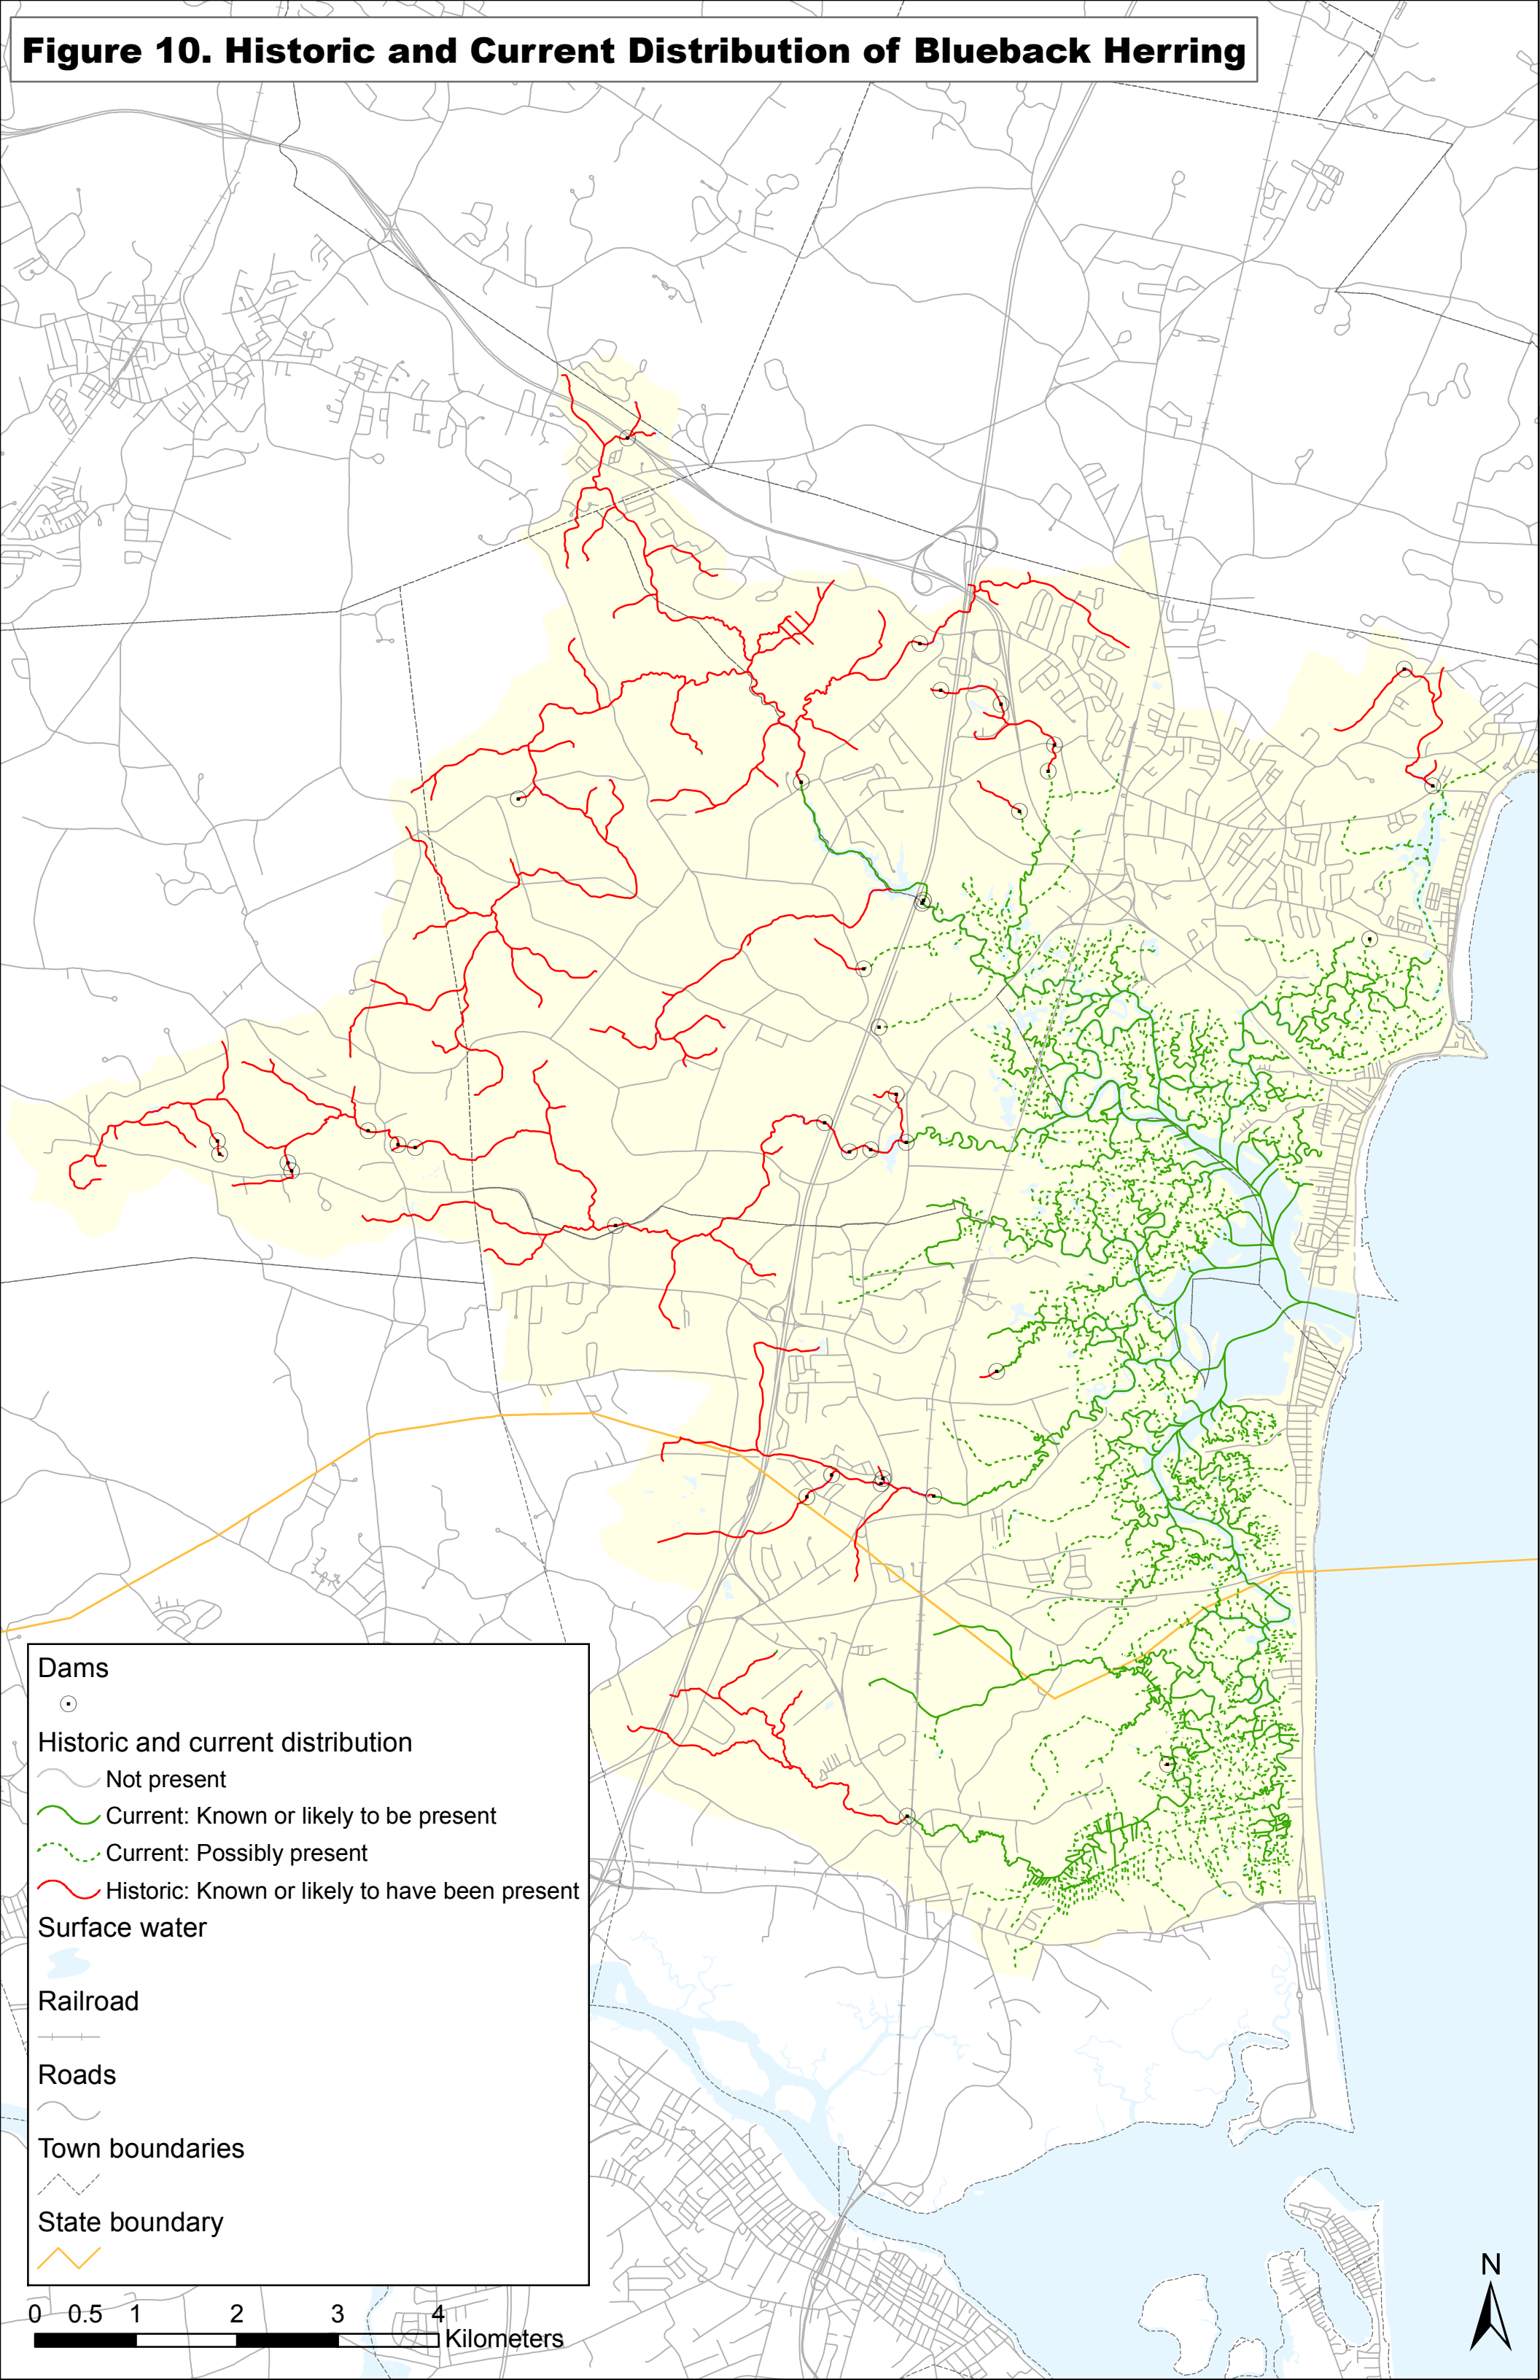 Figure 10. Historic and Current Distribution of Blueback Herring
Dams
Historic and current distribution
Not present
Current: Known or likely to be present
Current: Possibly present
Historic: Known or likely to have been present
Surface water
Railroad
Roads
Town boundaries
State boundary
0 0.5 1 2 3 4
Kilometers
N